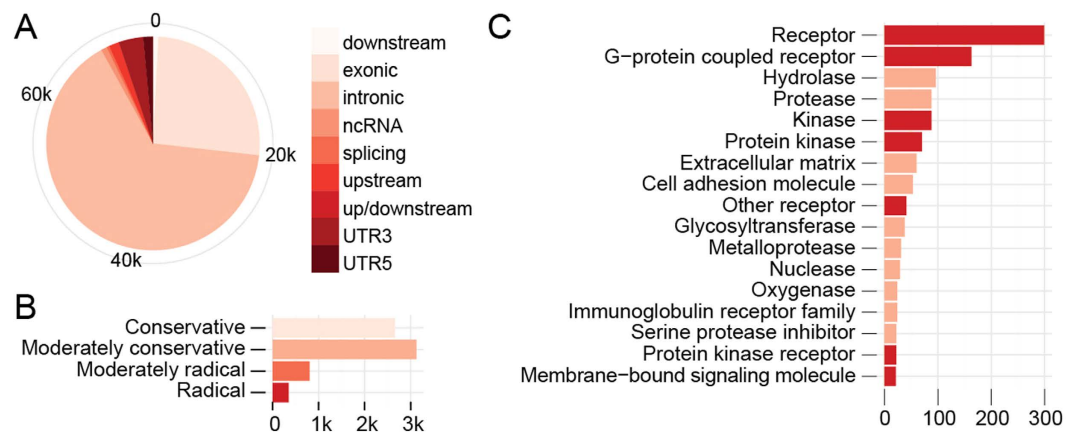 A
0
20k
40k
60k
downstream
exonic
intronic
ncRNA
splicing
upstream
up/downstream
UTR3
UTR5
B
Conservative
Moderately conservative
Moderately radical
Radical
0 1k 2k 3k
C
Receptor
G-protein coupled receptor
Hydrolase
Protease
Kinase
Protein kinase
Extracellular matrix
Cell adhesion molecule
Other receptor
Glycosyltransferase
Metalloprotease
Nuclease
Oxygenase
Immunoglobulin receptor family
Serine protease inhibitor
Protein kinase receptor
Membrane-bound signaling molecule
0 100 200 300